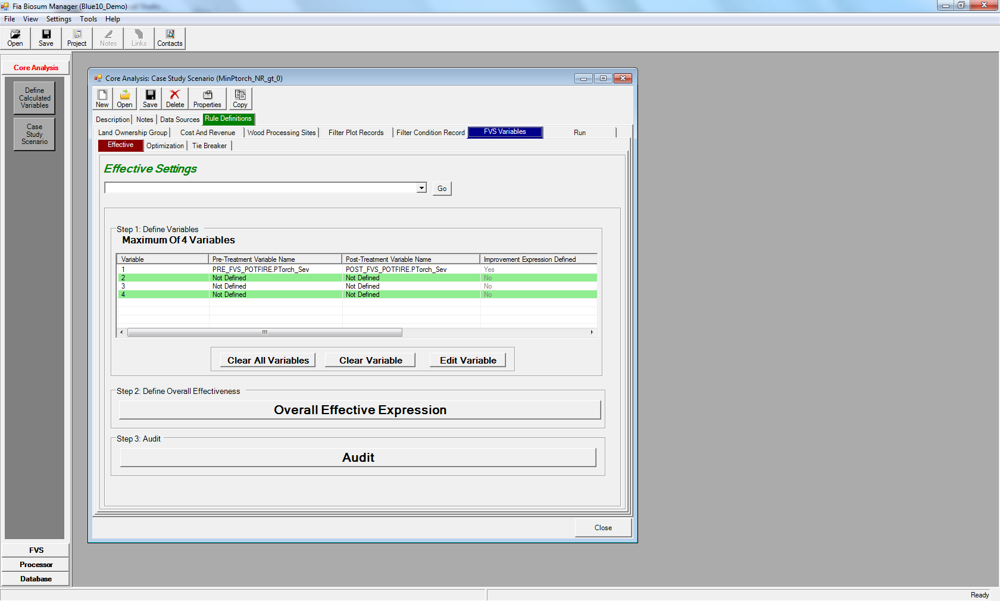 Fia Biosum Manager (Blue10_Demo)
File View Settings Tools Help
Open Save Project Notes Links Contacts
Core Analysis
Define
Calculated
Variables
Case
Study
Scenario
FVS
Processor
Database
Core Analysis: Case Study Scenario (MinPtorch_NR_gt_0)
New Open Save Delete Properties Copy
Description Notes Data Sources Rule Definitions
Land Ownership Group Cost And Revenue Wood Processing Sites Filter Plot Records Filter Condition Record FVS Variables Run
Effective Optimization Tie Breaker
Effective Settings
Go
Step 1: Define Variables
Maximum Of 4 Variables
Variable Pre-Treatment Variable Name Post-Treatment Variable Name Improvement Expression Defined
1 PRE_FVS_POTFIRE.PTorch_Sev POST_FVS_POTFIRE.PTorch_Sev Yes
2 Not Defined Not Defined No
3 Not Defined Not Defined No
4 Not Defined Not Defined No
Clear All Variables Clear Variable Edit Variable
Step 2: Define Overall Effectiveness
Overall Effective Expression
Step 3: Audit
Audit
Close
Ready